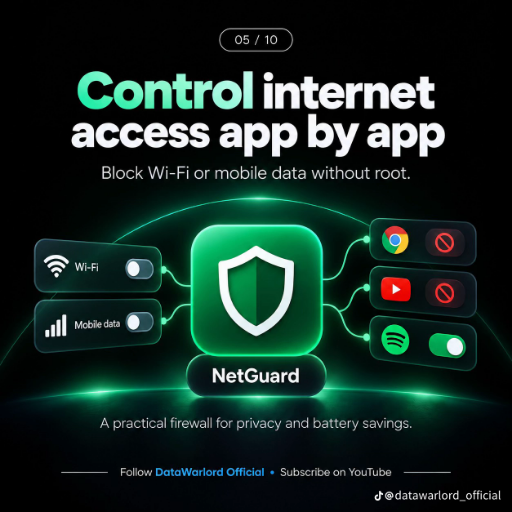 05 / 10
Control internet
access app by app
Block Wi-Fi or mobile data without root.
Wi-Fi
Mobile data
NetGuard
A practical firewall for privacy and battery savings.
Follow DataWarlord Official • Subscribe on YouTube
@datawarlord_official